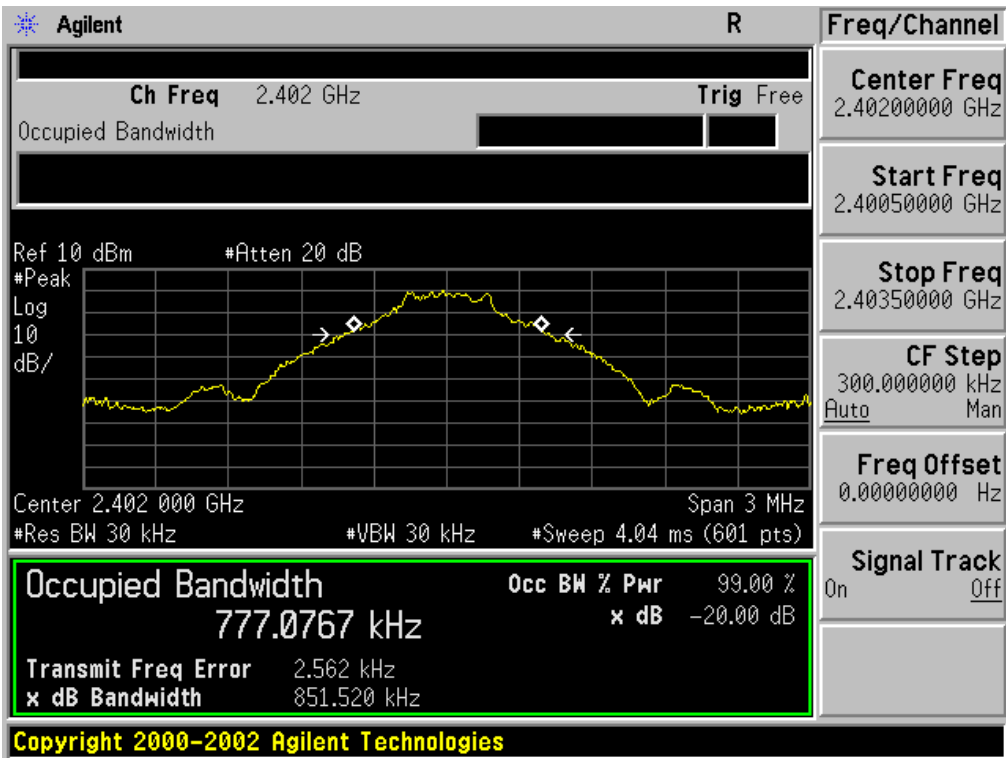 Agilent R Freq/Channel
Ch Freq 2.402 GHz Trig Free
Occupied Bandwidth
Center Freq
2.40200000 GHz
Start Freq
2.40050000 GHz
Stop Freq
2.40350000 GHz
CF Step
300.000000 kHz
Auto Man
Freq Offset
0.00000000 Hz
Signal Track
On Off
Ref 10 dBm #Atten 20 dB
#Peak
Log
10
dB/
Center 2.402 000 GHz Span 3 MHz
#Res BW 30 kHz #VBW 30 kHz #Sweep 4.04 ms (601 pts)
Occupied Bandwidth Occ BW % Pwr 99.00 %
777.0767 kHz x dB -20.00 dB
Transmit Freq Error 2.562 kHz
x dB Bandwidth 851.520 kHz
Copyright 2000-2002 Agilent Technologies